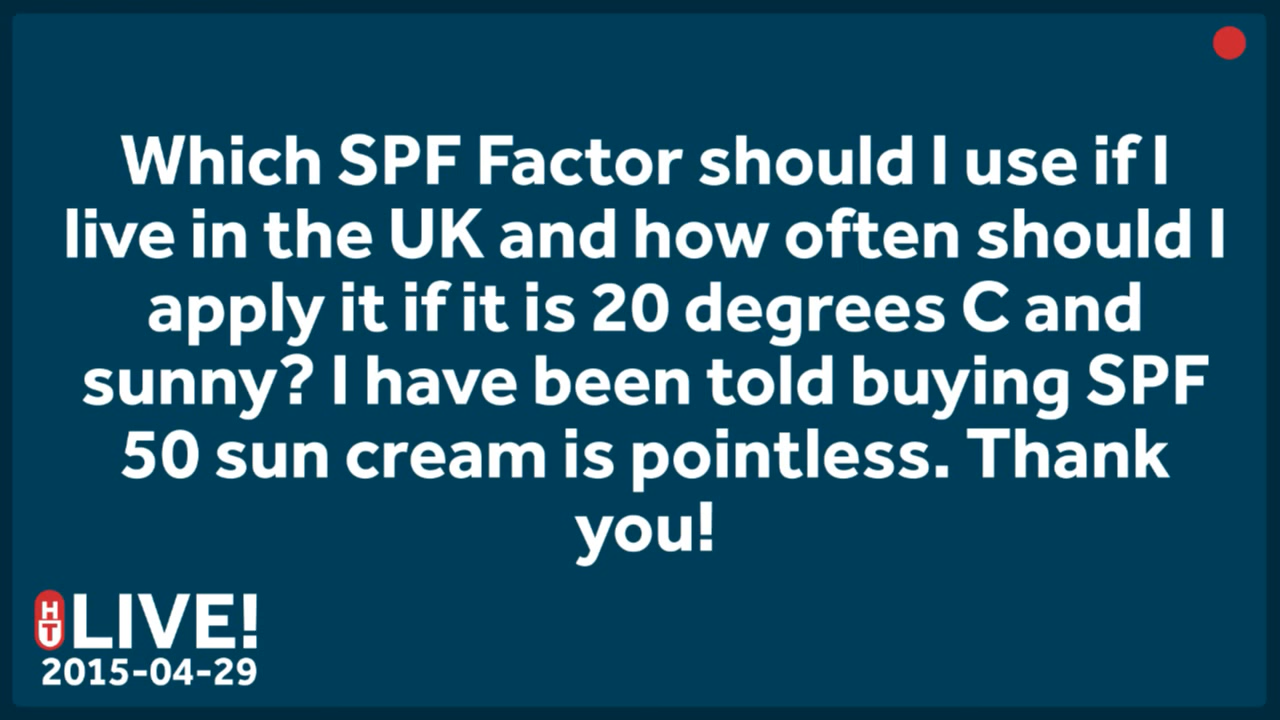 Which SPF Factor should I use if I
live in the UK and how often should I
apply it if it is 20 degrees C and
sunny? I have been told buying SPF
50 sun cream is pointless. Thank
you!
HT LIVE!
2015-04-29